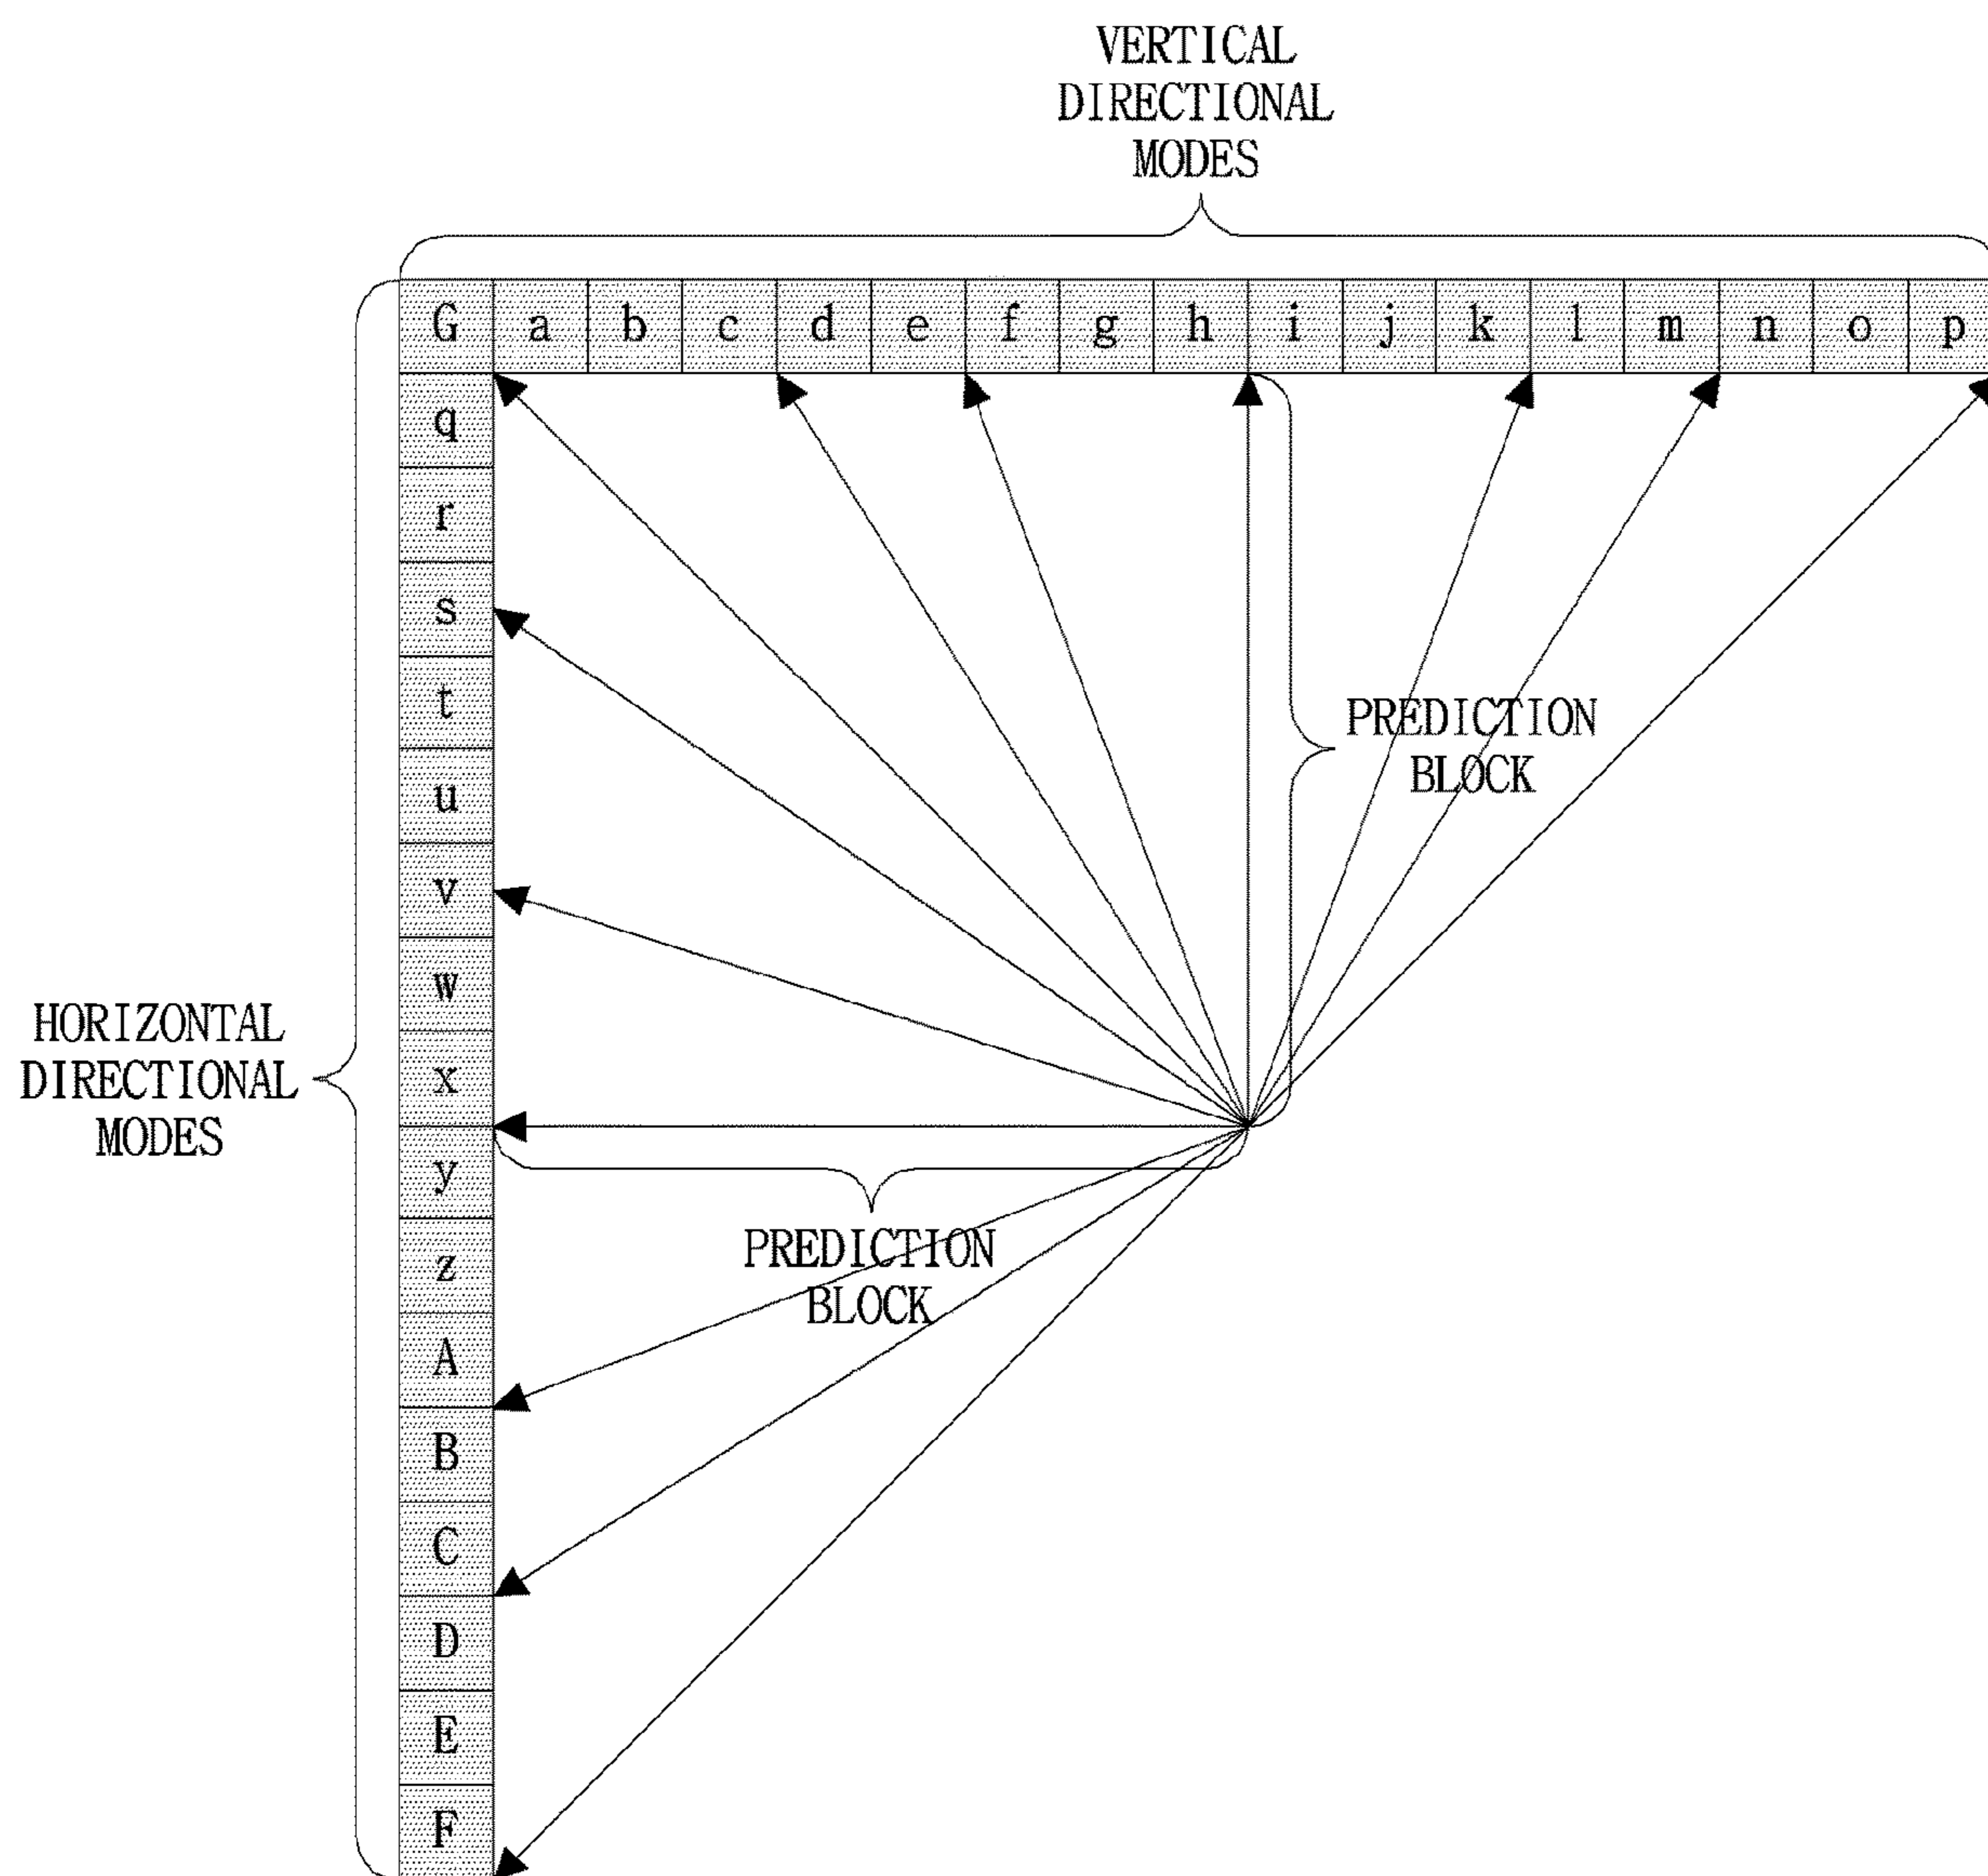 VERTICAL
DIRECTIONAL
MODES
G a b c d e f g h i j k l m n o p
q
r
s
t
u
v
w
x
y
z
A
B
C
D
E
F
PREDICTION
BLOCK
HORIZONTAL
DIRECTIONAL
MODES
PREDICTION
BLOCK